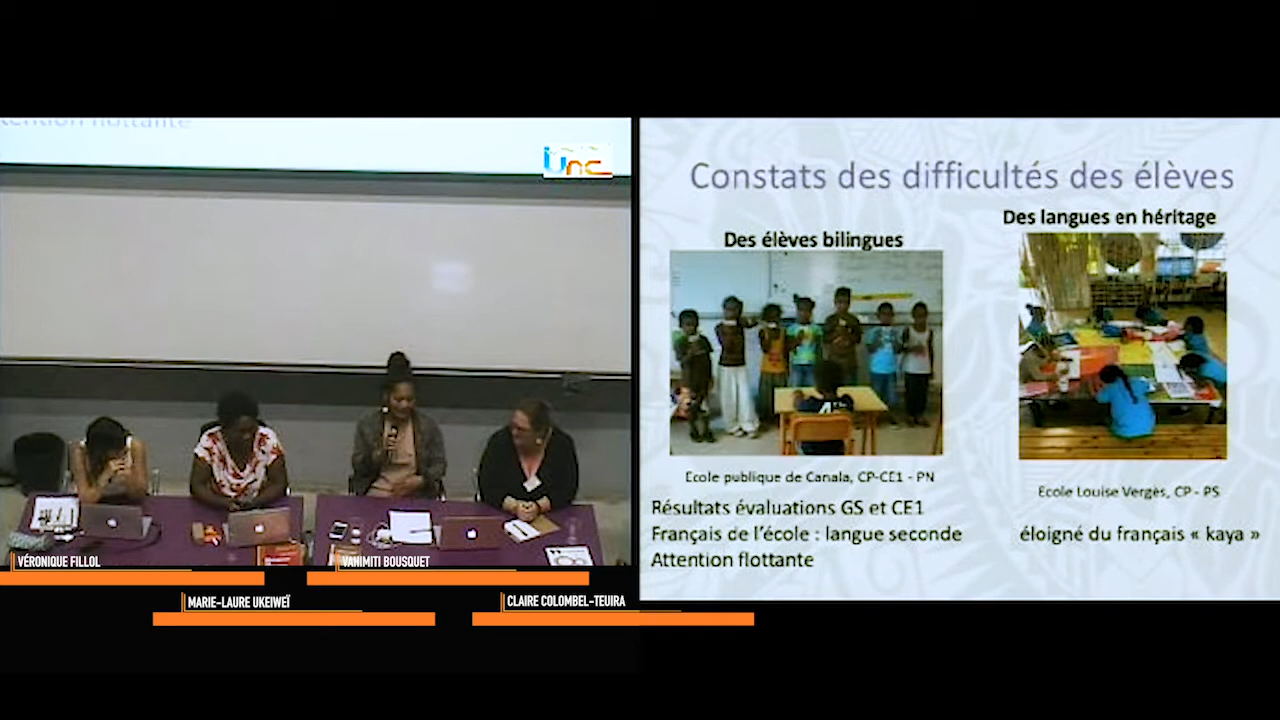 Unc
VÉRONIQUE FILLOL
VANIMITI BOUSQUET
MARIE-LAURE UKEIWEÏ
CLAIRE COLOMBEL-TEUIRA
Constats des difficultés des élèves
Des élèves bilingues
Des langues en héritage
Ecole publique de Canala, CP-CE1 - PN
Ecole Louise Vergès, CP - PS
Résultats évaluations GS et CE1
Français de l'école : langue seconde
Attention flottante
éloigné du français « kaya »